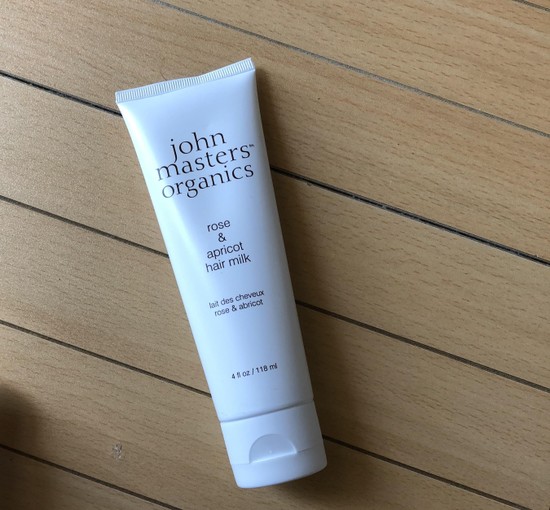 john
masters™
organics
rose
&
apricot
hair milk
lait des cheveux
rose & abricot
4 fl oz / 118 ml